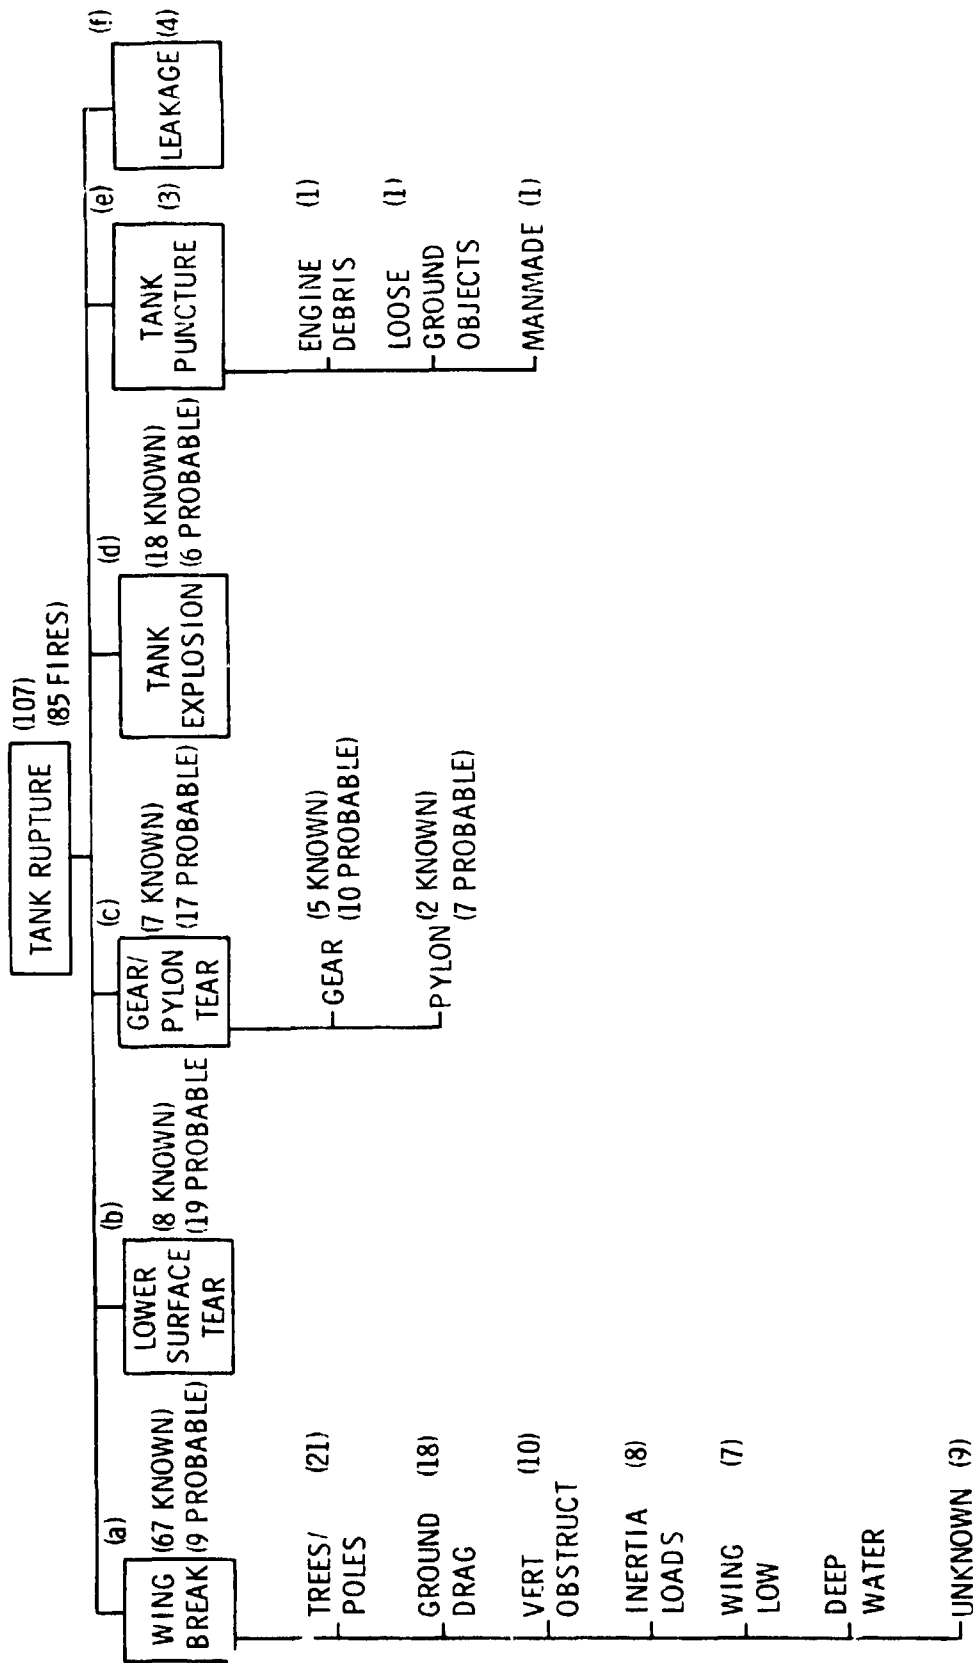 TANK RUPTURE (107)
(85 FIRES)
(a)
WING (67 KNOWN)
BREAK (9 PROBABLE)
TREES/ (21)
POLES
GROUND (18)
DRAG
VERT (10)
OBSTRUCT
INERTIA (8)
LOADS
WING (7)
LOW
DEEP
WATER
UNKNOWN (9)
(b)
LOWER
SURFACE (8 KNOWN)
TEAR (19 PROBABLE
(c)
GEAR/
PYLON (7 KNOWN)
TEAR (17 PROBABLE)
GEAR (5 KNOWN)
(10 PROBABLE)
PYLON (2 KNOWN)
(7 PROBABLE)
(d)
TANK (18 KNOWN)
EXPLOSION (6 PROBABLE)
(e)
TANK
PUNCTURE (3)
ENGINE (1)
DEBRIS
LOOSE (1)
GROUND
OBJECTS
MANMADE (1)
(f)
LEAKAGE (4)